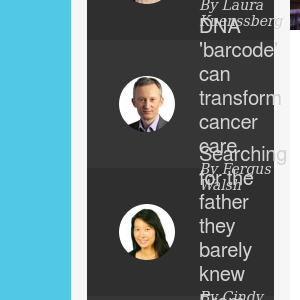 By Laura
Kuenssberg
DNA
'barcode'
can
transform
cancer
care
By Fergus
Walsh
Searching
for the
father
they
barely
knew
By Cindy